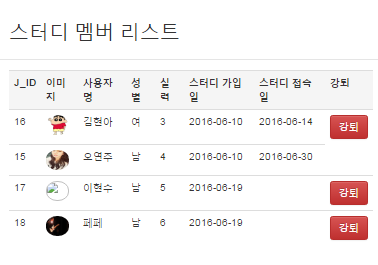 스터디 멤버 리스트
J_ID 이미지 사용자명 성별 실력 스터디 가입일 스터디 접속일 강퇴
16 김현아 여 3 2016-06-10 2016-06-14 강퇴
15 오연주 남 4 2016-06-10 2016-06-30
17 이현수 남 5 2016-06-19 강퇴
18 페페 남 6 2016-06-19 강퇴